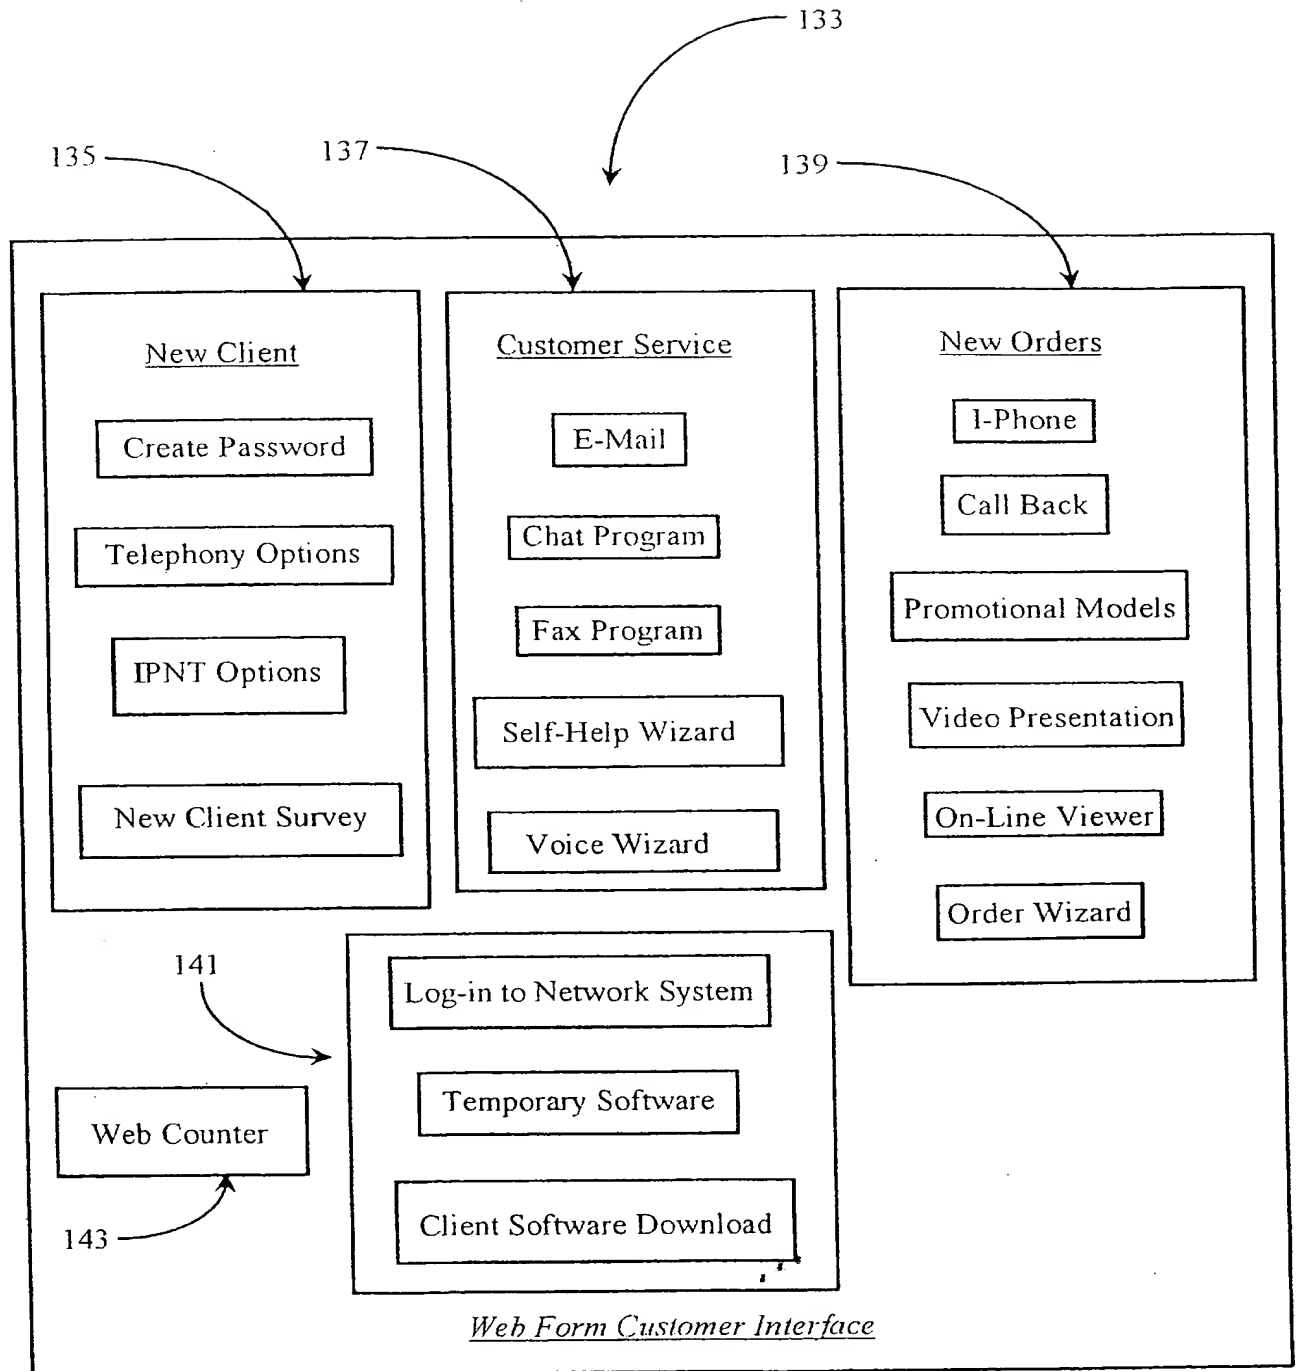 133
135
137
139
New Client
Create Password
Telephony Options
IPNT Options
New Client Survey
Customer Service
E-Mail
Chat Program
Fax Program
Self-Help Wizard
Voice Wizard
New Orders
I-Phone
Call Back
Promotional Models
Video Presentation
On-Line Viewer
Order Wizard
141
Log-in to Network System
Temporary Software
Client Software Download
Web Counter
143
Web Form Customer Interface